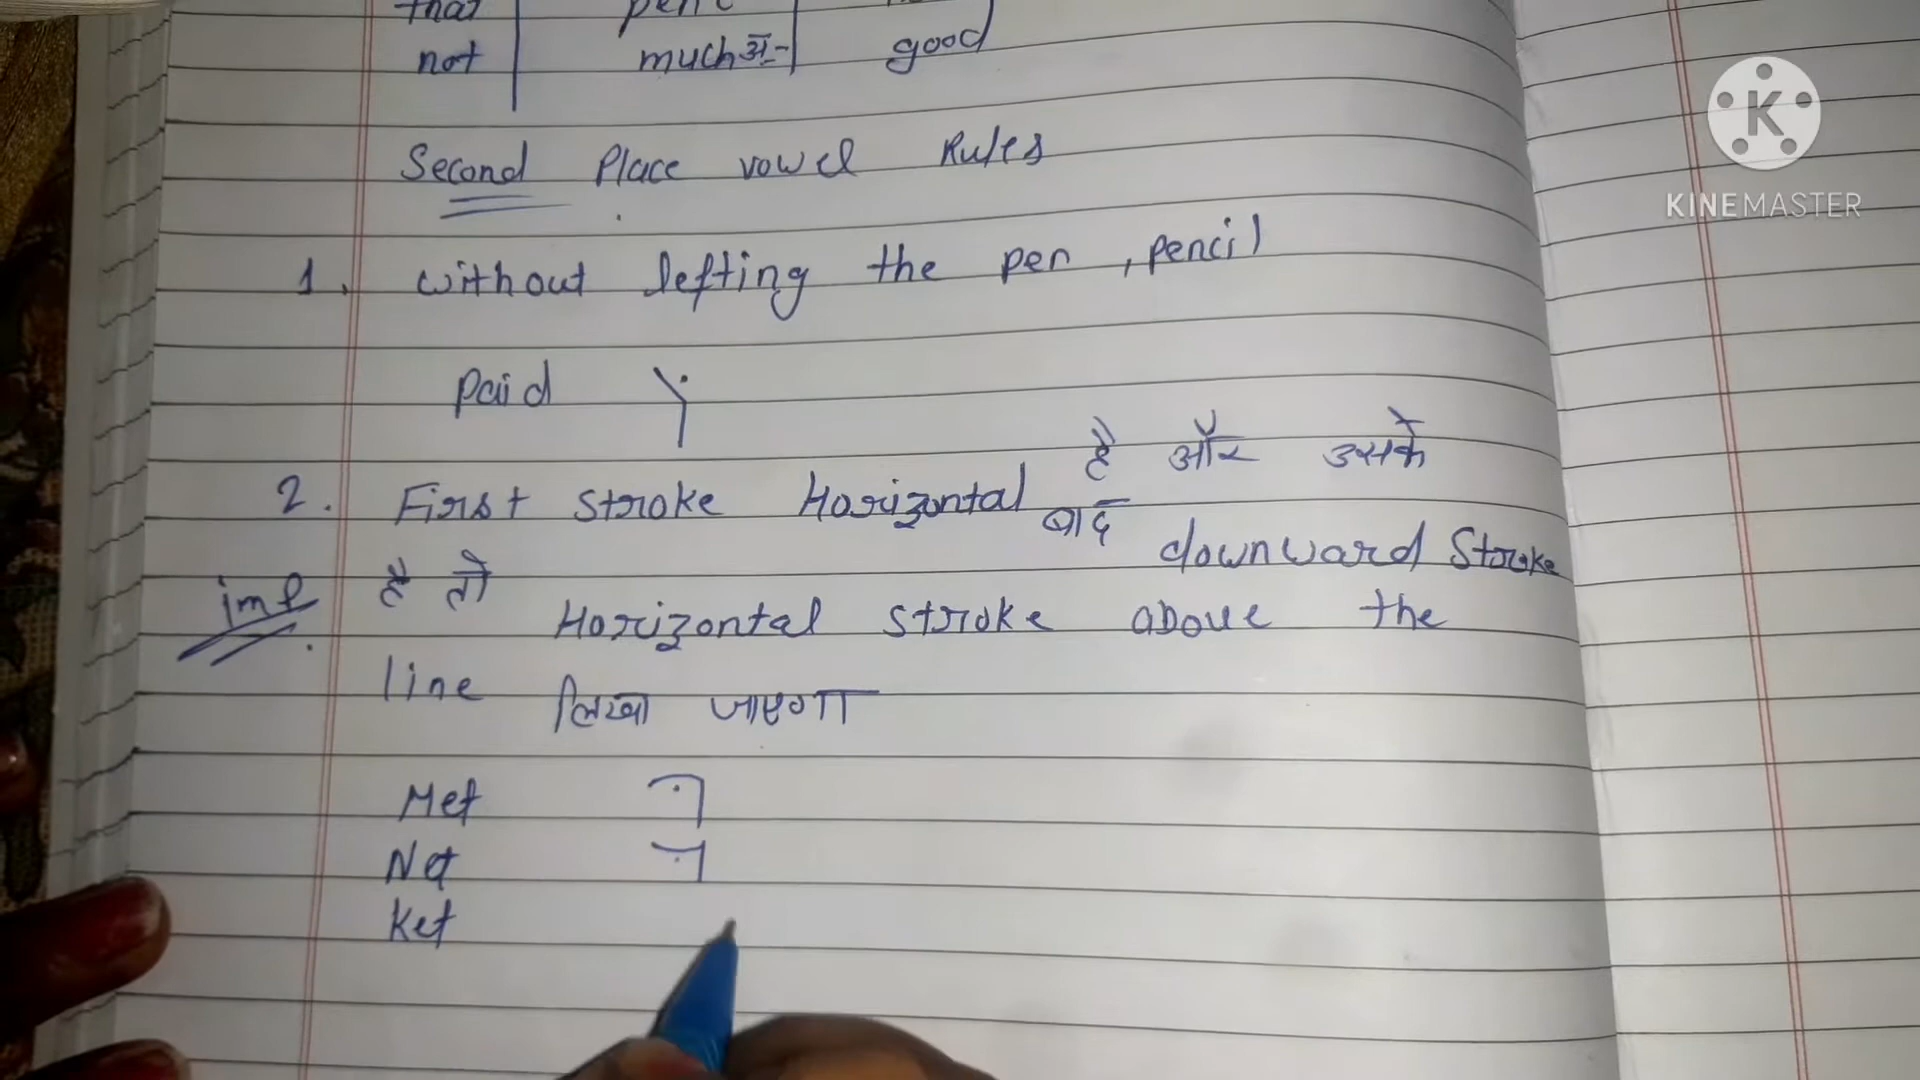 that
not much अ- good
Second Place vowel Rules
1. without lefting the pen , pencil
Paid
2. First stroke Horizontal है और उसके
बाद downward stroke
imp है तो Horizontal stroke above the
line लिखा जाएगा
Met
Net
Ket
K
KINEMASTER